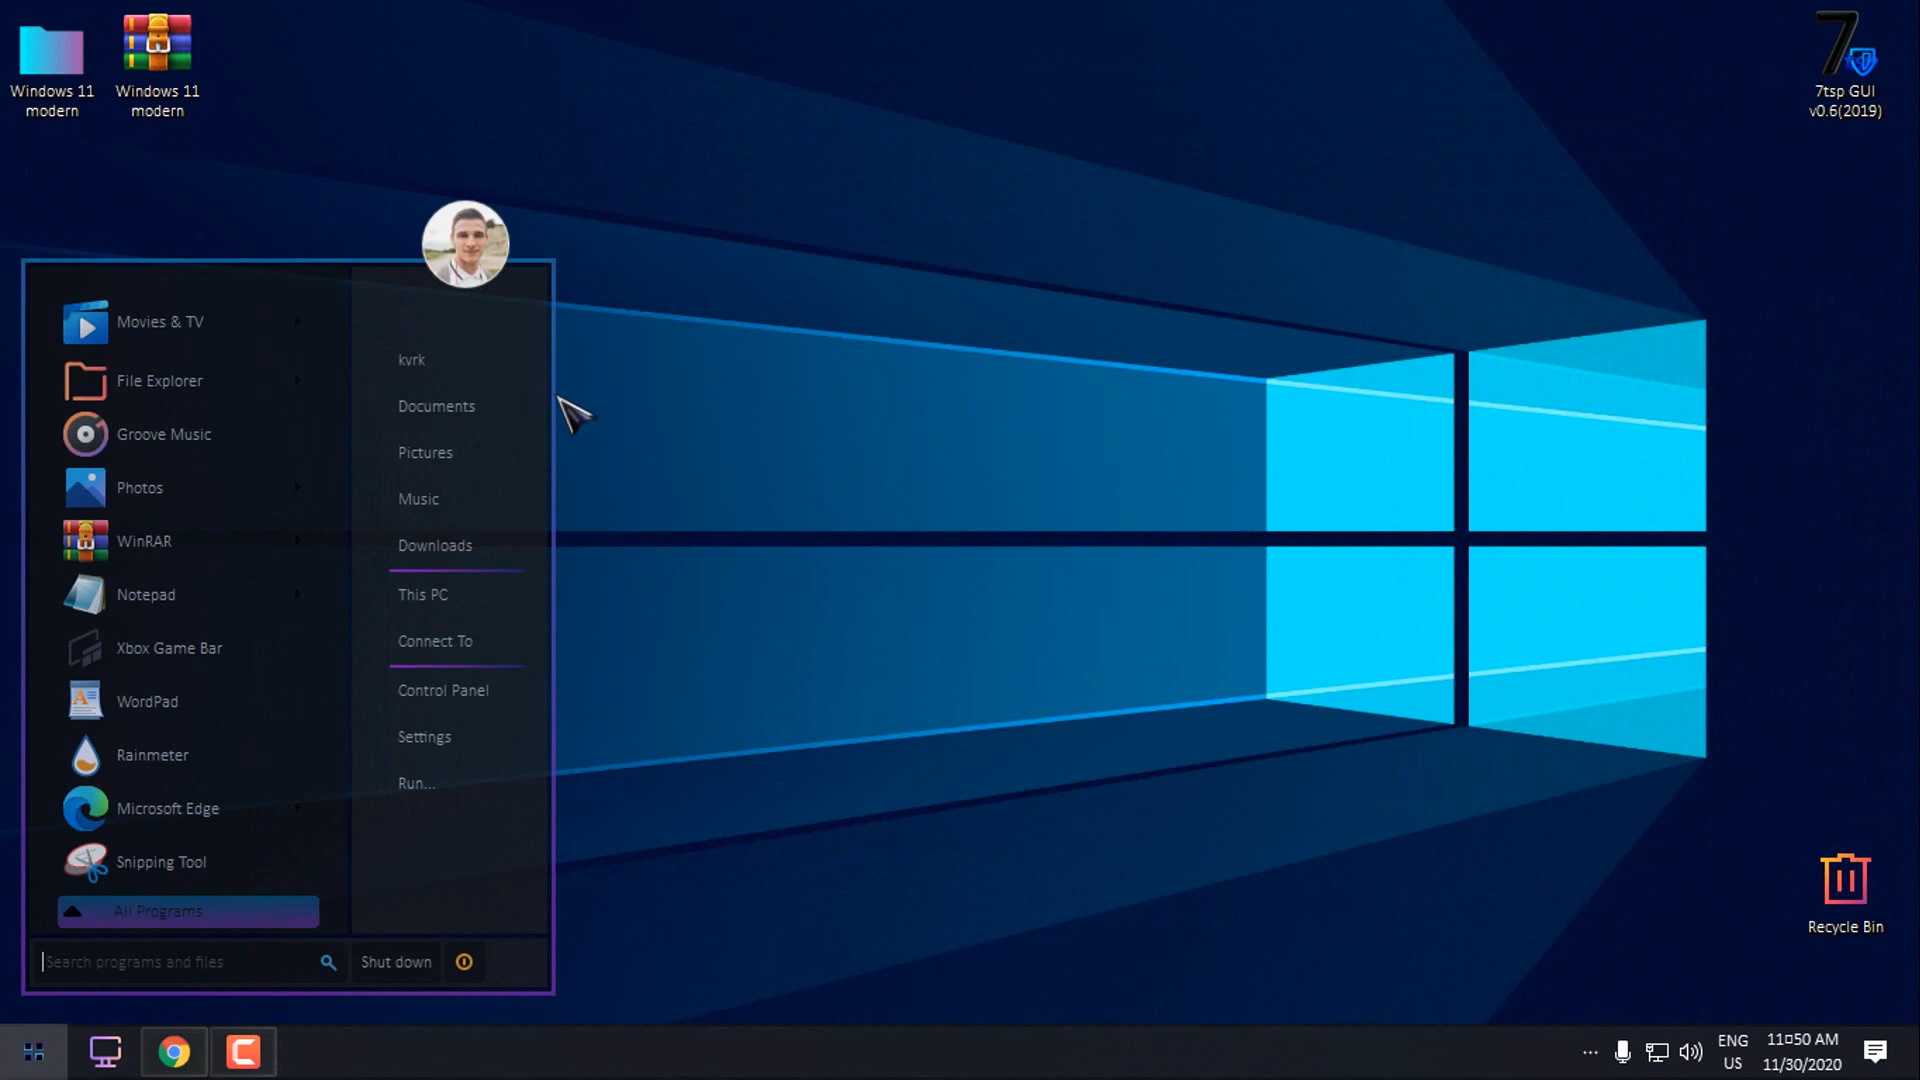 Windows 11
modern
Windows 11
modern
7
7tsp GUI
v0.6(2019)
Movies & TV
File Explorer
Groove Music
Photos
WinRAR
Notepad
Xbox Game Bar
WordPad
Rainmeter
Microsoft Edge
Snipping Tool
All Programs
Search programs and files
kvrk
Documents
Pictures
Music
Downloads
This PC
Connect To
Control Panel
Settings
Run...
Shut down
Recycle Bin
ENG
US
11□50 AM
11/30/2020